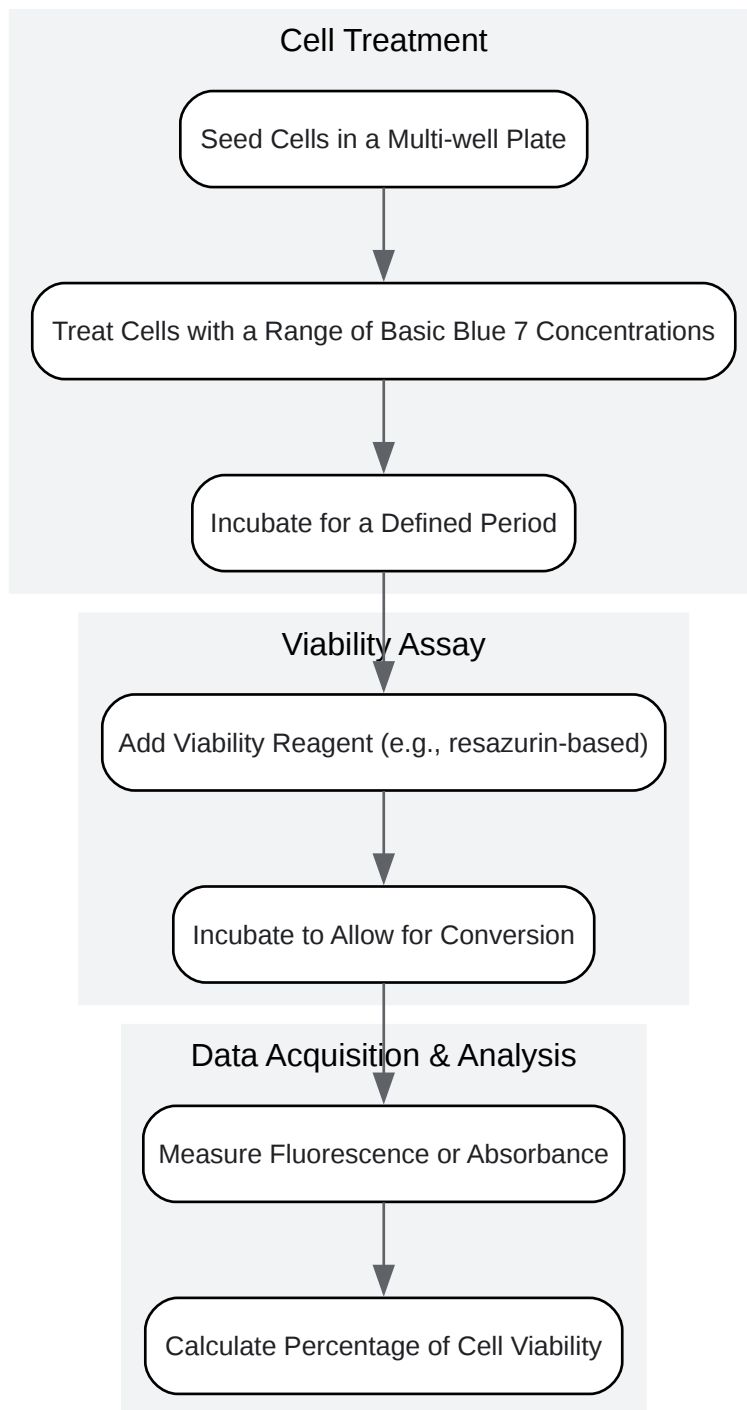 Cell Treatment
Seed Cells in a Multi-well Plate
Treat Cells with a Range of Basic Blue 7 Concentrations
Incubate for a Defined Period
Viability Assay
Add Viability Reagent (e.g., resazurin-based)
Incubate to Allow for Conversion
Data Acquisition & Analysis
Measure Fluorescence or Absorbance
Calculate Percentage of Cell Viability